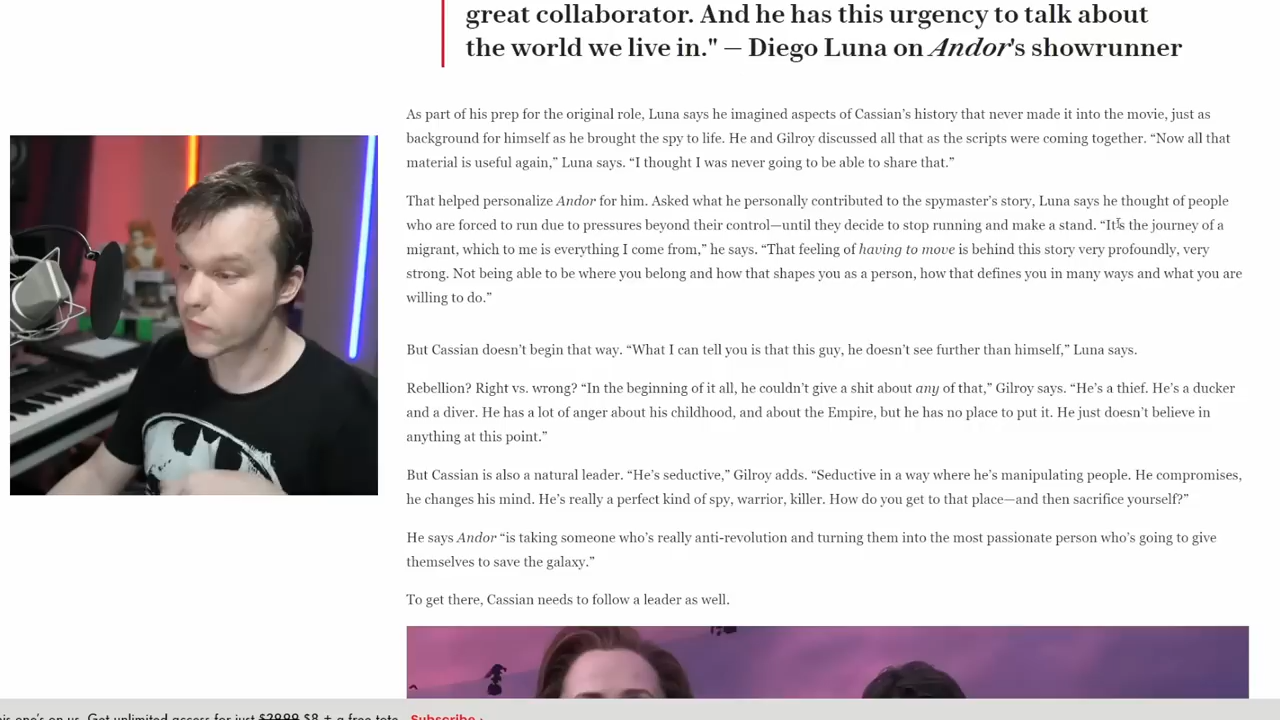 great collaborator. And he has this urgency to talk about
the world we live in." — Diego Luna on Andor's showrunner
As part of his prep for the original role, Luna says he imagined aspects of Cassian’s history that never made it into the movie, just as
background for himself as he brought the spy to life. He and Gilroy discussed all that as the scripts were coming together. “Now all that
material is useful again,” Luna says. “I thought I was never going to be able to share that.”
That helped personalize Andor for him. Asked what he personally contributed to the spymaster’s story, Luna says he thought of people
who are forced to run due to pressures beyond their control—until they decide to stop running and make a stand. “It’s the journey of a
migrant, which to me is everything I come from,” he says. “That feeling of having to move is behind this story very profoundly, very
strong. Not being able to be where you belong and how that shapes you as a person, how that defines you in many ways and what you are
willing to do.”
But Cassian doesn’t begin that way. “What I can tell you is that this guy, he doesn’t see further than himself,” Luna says.
Rebellion? Right vs. wrong? “In the beginning of it all, he couldn’t give a shit about any of that,” Gilroy says. “He’s a thief. He’s a ducker
and a diver. He has a lot of anger about his childhood, and about the Empire, but he has no place to put it. He just doesn’t believe in
anything at this point.”
But Cassian is also a natural leader. “He’s seductive,” Gilroy adds. “Seductive in a way where he’s manipulating people. He compromises,
he changes his mind. He’s really a perfect kind of spy, warrior, killer. How do you get to that place—and then sacrifice yourself?”
He says Andor “is taking someone who’s really anti-revolution and turning them into the most passionate person who’s going to give
themselves to save the galaxy.”
To get there, Cassian needs to follow a leader as well.
his one's on us. Get unlimited access for just $29.99 $8 + a free tote. Subscribe ›